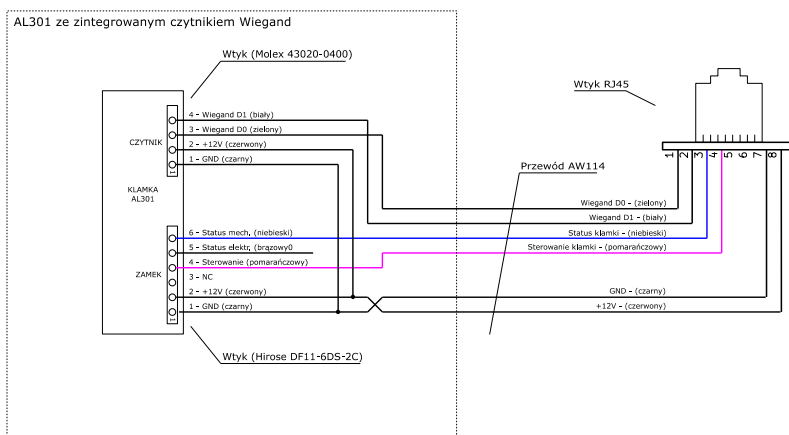 AL301 ze zintegrowanym czytnikiem Wiegand
Wtyk (Molex 43020-0400)
4 - Wiegand D1 (biały)
3 - Wiegand D0 (zielony)
2 - +12V (czerwony)
1 - GND (czarny)
CZYTNIK
1
KLAMKA
AL301
6 - Status mech, (niebieski)
5 - Status elektr, (brązowy0
4 - Sterowanie (pomarańczowy)
3 - NC
2 - +12V (czerwony)
1 - GND (czarny)
ZAMEK
1
Wtyk (Hirose DF11-6DS-2C)
Wtyk RJ45
1 2 3 4 5 6 7 8
Przewód AW114
Wiegand D0 - (zielony)
Wiegand D1 - (biały)
Status klamki - (niebieski)
Sterowanie klamki - (pomarańczowy)
GND - (czarny)
+12V - (czerwony)